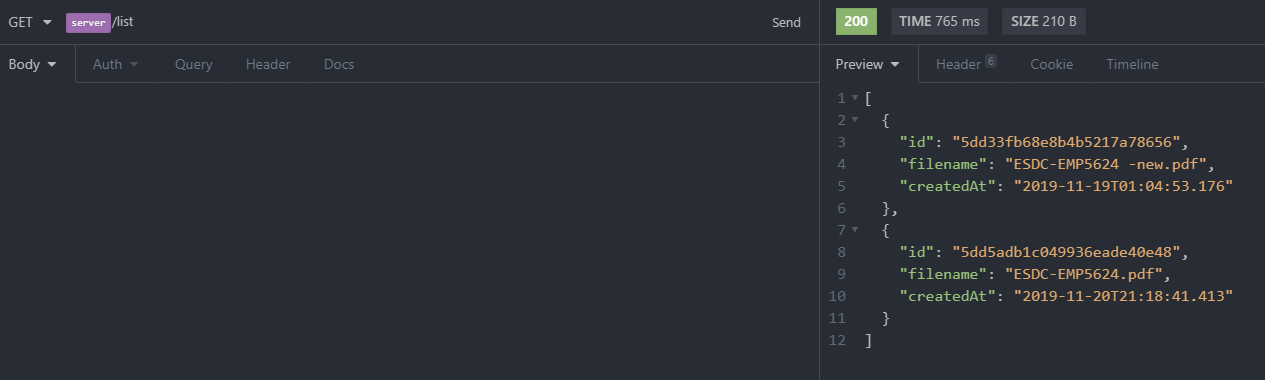 GET server/list Send
200 TIME 765 ms SIZE 210 B
Body Auth Query Header Docs
Preview Header 6 Cookie Timeline
1 [
2 {
3 "id": "5dd33fb68e8b4b5217a78656",
4 "filename": "ESDC-EMP5624 -new.pdf",
5 "createdAt": "2019-11-19T01:04:53.176"
6 },
7 {
8 "id": "5dd5adb1c049936eade40e48",
9 "filename": "ESDC-EMP5624.pdf",
10 "createdAt": "2019-11-20T21:18:41.413"
11 }
12 ]